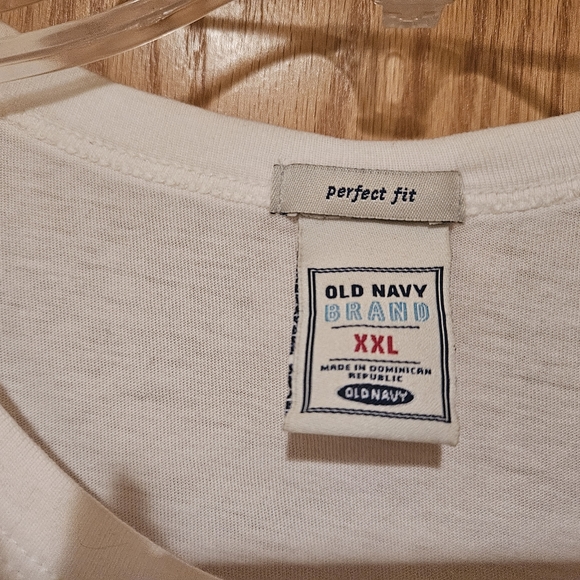 perfect fit
OLD NAVY
BRAND
XXL
MADE IN DOMINICAN
REPUBLIC
OLD NAVY